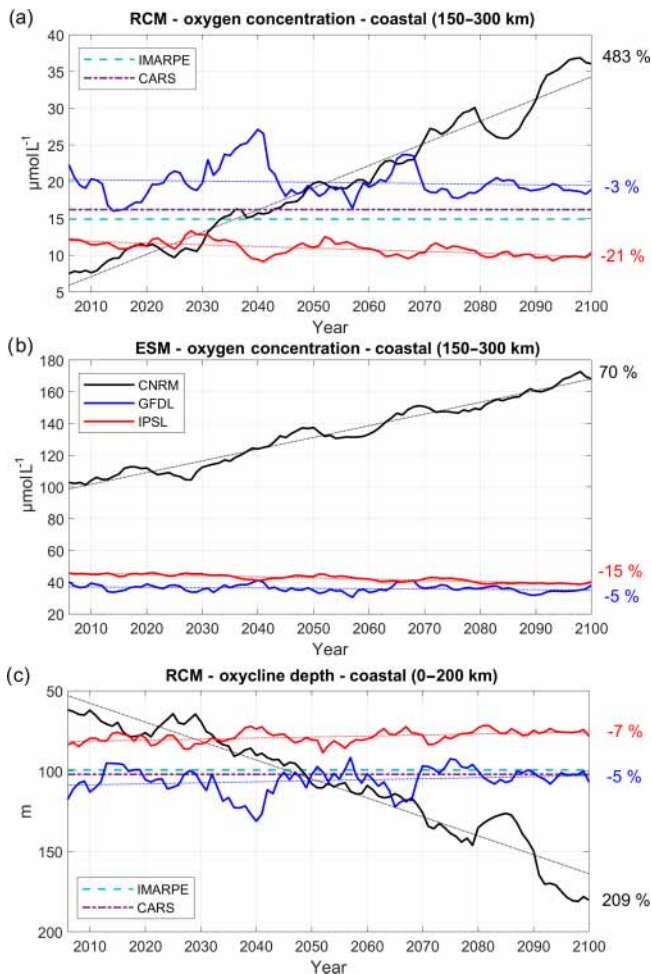 (a) RCM - oxygen concentration - coastal (150–300 km)
40
35
30
25
20
15
10
5
µmol L⁻¹
IMARPE
CARS
483 %
-3 %
-21 %
2010 2020 2030 2040 2050 2060 2070 2080 2090 2100
Year
(b) ESM - oxygen concentration - coastal (150–300 km)
180
160
140
120
100
80
60
40
20
µmol L⁻¹
CNRM
GFDL
IPSL
70 %
-15 %
-5 %
2010 2020 2030 2040 2050 2060 2070 2080 2090 2100
Year
(c) RCM - oxycline depth - coastal (0–200 km)
50
100
150
200
m
-7 %
-5 %
209 %
IMARPE
CARS
2010 2020 2030 2040 2050 2060 2070 2080 2090 2100
Year